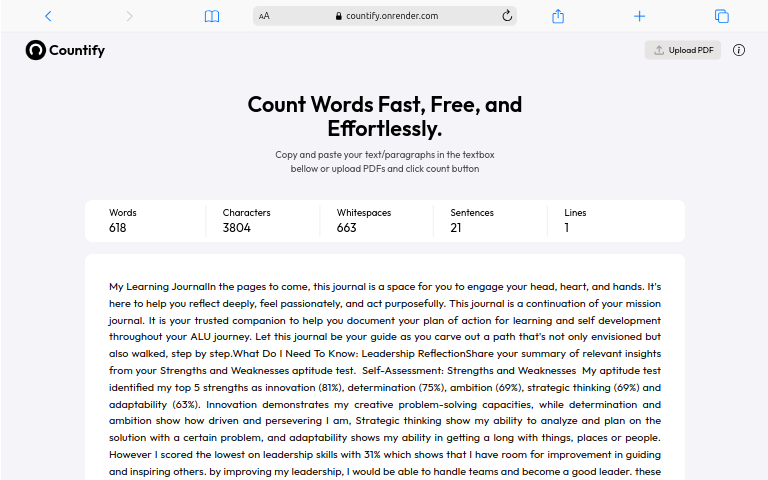 AA countify.onrender.com
Countify
Upload PDF
Count Words Fast, Free, and
Effortlessly.
Copy and paste your text/paragraphs in the textbox
bellow or upload PDFs and click count button
Words Characters Whitespaces Sentences Lines
618 3804 663 21 1
My Learning JournalIn the pages to come, this journal is a space for you to engage your head, heart, and hands. It's
here to help you reflect deeply, feel passionately, and act purposefully. This journal is a continuation of your mission
journal. It is your trusted companion to help you document your plan of action for learning and self development
throughout your ALU journey. Let this journal be your guide as you carve out a path that's not only envisioned but
also walked, step by step.What Do I Need To Know: Leadership ReflectionShare your summary of relevant insights
from your Strengths and Weaknesses aptitude test. Self-Assessment: Strengths and Weaknesses My aptitude test
identified my top 5 strengths as innovation (81%), determination (75%), ambition (69%), strategic thinking (69%) and
adaptability (63%). Innovation demonstrates my creative problem-solving capacities, while determination and
ambition show how driven and persevering I am, Strategic thinking show my ability to analyze and plan on the
solution with a certain problem, and adaptability shows my ability in getting a long with things, places or people.
However I scored the lowest on leadership skills with 31% which shows that I have room for improvement in guiding
and inspiring others. by improving my leadership, I would be able to handle teams and become a good leader. these